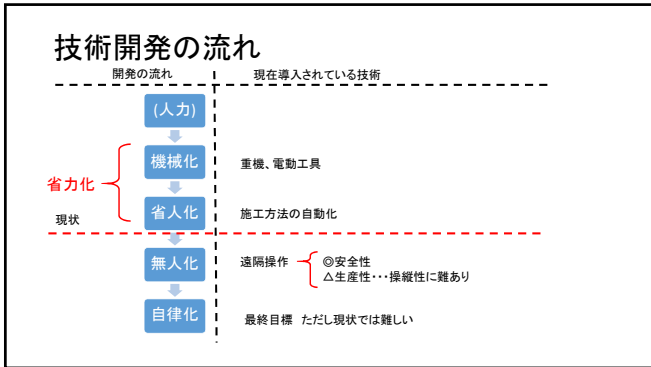 技術開発の流れ
開発の流れ
現在導入されている技術
(人力)
機械化
重機、電動工具
省力化
省人化
施工方法の自動化
現状
無人化
遠隔操作
◎安全性
△生産性・・・操縦性に難あり
自律化
最終目標 ただし現状では難しい